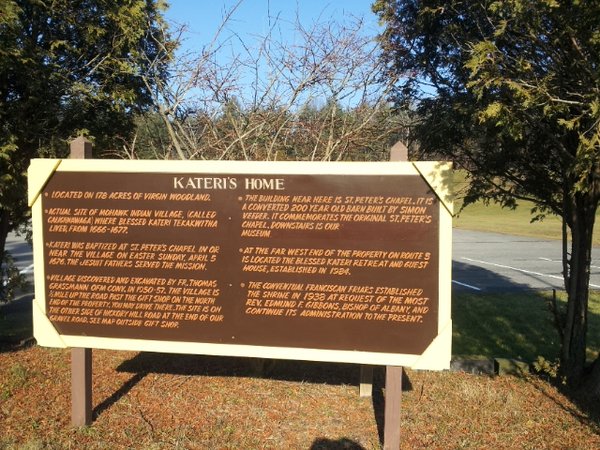 KATERI'S HOME
• LOCATED ON 178 ACRES OF VIRGIN WOODLAND.
• ACTUAL SITE OF MOHAWK INDIAN VILLAGE, (CALLED
CAUGHNAWAGA) WHERE BLESSED KATERI TEKAKWITHA
LIVED, FROM 1666-1677.
• KATERI WAS BAPTIZED AT ST. PETER'S CHAPEL IN OR
NEAR THE VILLAGE ON EASTER SUNDAY, APRIL 5
1676, THE JESUIT FATHERS SERVED THE MISSION.
• VILLAGE DISCOVERED AND EXCAVATED BY FR. THOMAS
GRASSMANN OFM CONV. IN 1950-57. THE VILLAGE IS
MILE UP THE ROAD PAST THE GIFT SHOP ON THE NORTH
END OF THE PROPERTY. YOU MAY DRIVE THERE. THE SITE IS ON
THE OTHER SIDE OF HICKORY HILL ROAD AT THE END OF OUR
GRAVEL ROAD. SEE MAP OUTSIDE GIFT SHOP.
• THE BUILDING NEAR HERE IS ST. PETER'S CHAPEL. IT IS
A CONVERTED 200 YEAR OLD BARN BUILT BY SIMON
VEEDER. IT COMMEMORATES THE ORIGINAL ST. PETER'S
CHAPEL. DOWNSTAIRS IS OUR
MUSEUM
• AT THE FAR WEST END OF THE PROPERTY ON ROUTE 5
IS LOCATED THE BLESSED KATERI RETREAT AND GUEST
HOUSE, ESTABLISHED IN 1984.
• THE CONVENTUAL FRANCISCAN FRIARS ESTABLISHED
THE SHRINE IN 1938 AT REQUEST OF THE MOST
REV. EDMUND F. GIBBONS, BISHOP OF ALBANY, AND
CONTINUE ITS ADMINISTRATION TO THE PRESENT.